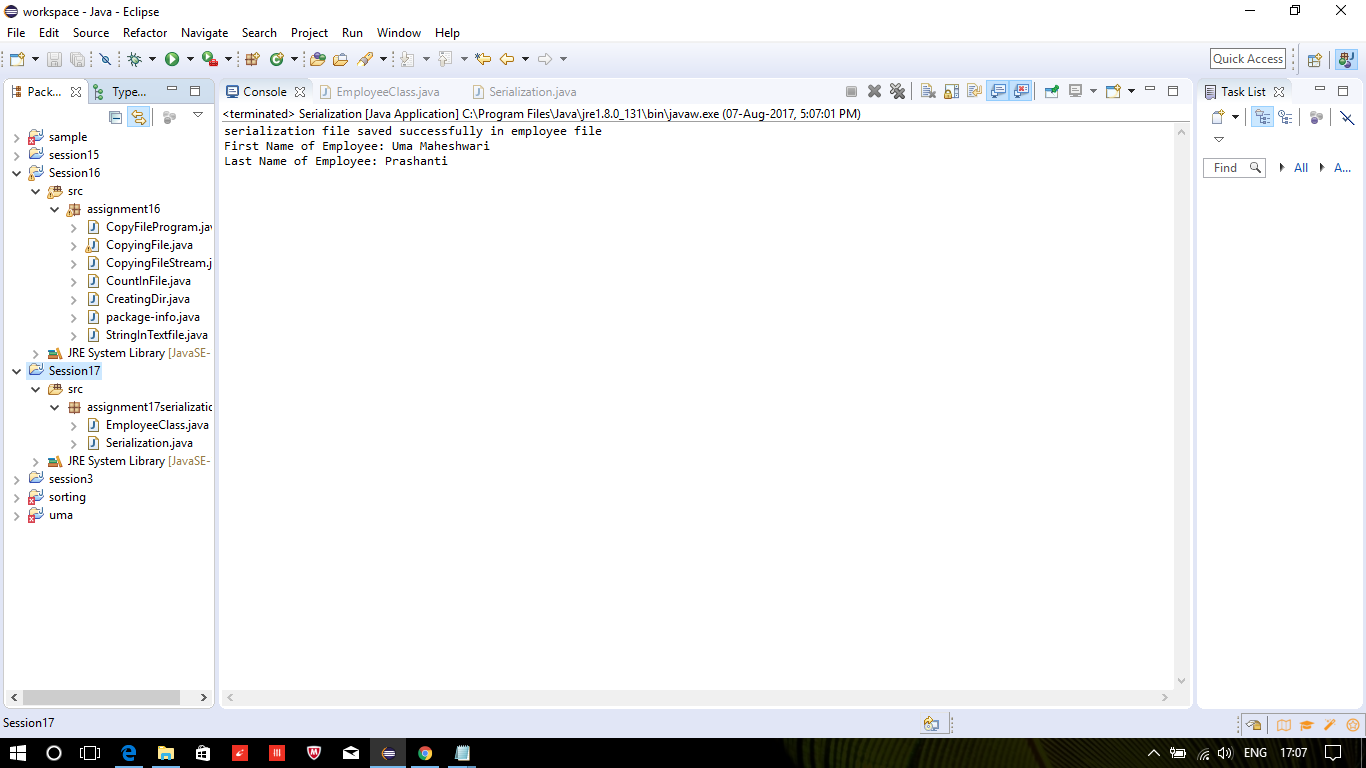 workspace - Java - Eclipse
File Edit Source Refactor Navigate Search Project Run Window Help
Quick Access
Pack...
Type...
sample
session15
Session16
src
assignment16
CopyFileProgram.jav
CopyingFile.java
CopyingFileStream.j
CountInFile.java
CreatingDir.java
package-info.java
StringInTextfile.java
JRE System Library [JavaSE-
Session17
src
assignment17serializatio
EmployeeClass.java
Serialization.java
JRE System Library [JavaSE-
session3
sorting
uma
Console
EmployeeClass.java
Serialization.java
<terminated> Serialization [Java Application] C:\Program Files\Java\jre1.8.0_131\bin\javaw.exe (07-Aug-2017, 5:07:01 PM)
serialization file saved successfully in employee file
First Name of Employee: Uma Maheshwari
Last Name of Employee: Prashanti
Task List
Find
All
A...
Session17
ENG
17:07